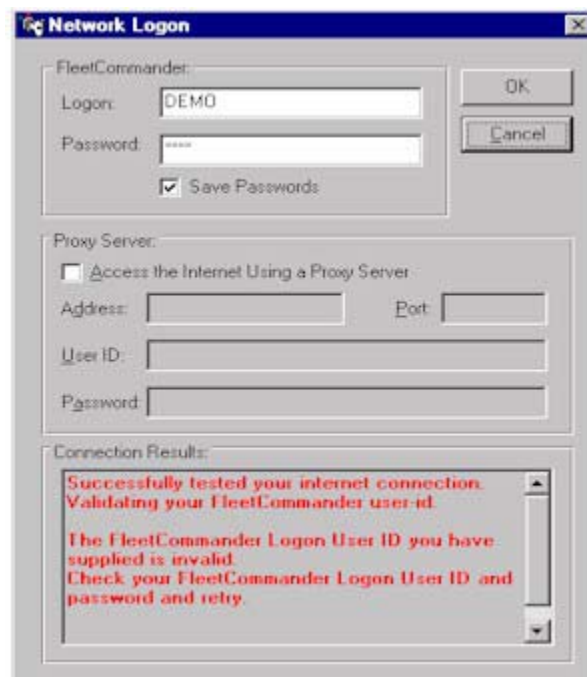 Network Logon
FleetCommander:
Logon: DEMO
OK
Password: ****
Cancel
Save Passwords
Proxy Server:
Access the Internet Using a Proxy Server
Address: Port:
User ID:
Password:
Connection Results:
Successfully tested your internet connection.
Validating your FleetCommander user-id.
The FleetCommander Logon User ID you have
supplied is invalid.
Check your FleetCommander Logon User ID and
password and retry.